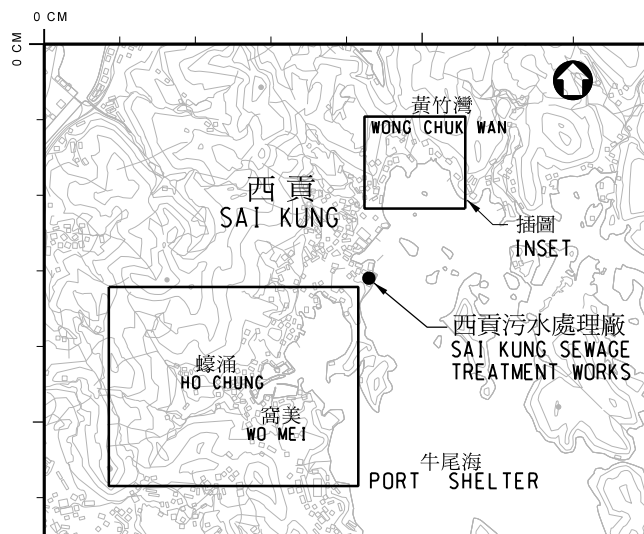 0 CM
0 CM
黃竹灣
WONG CHUK WAN
西貢
SAI KUNG
插圖
INSET
西貢污水處理廠
SAI KUNG SEWAGE
TREATMENT WORKS
蠔涌
HO CHUNG
窩美
WO MEI
牛尾海
PORT SHELTER